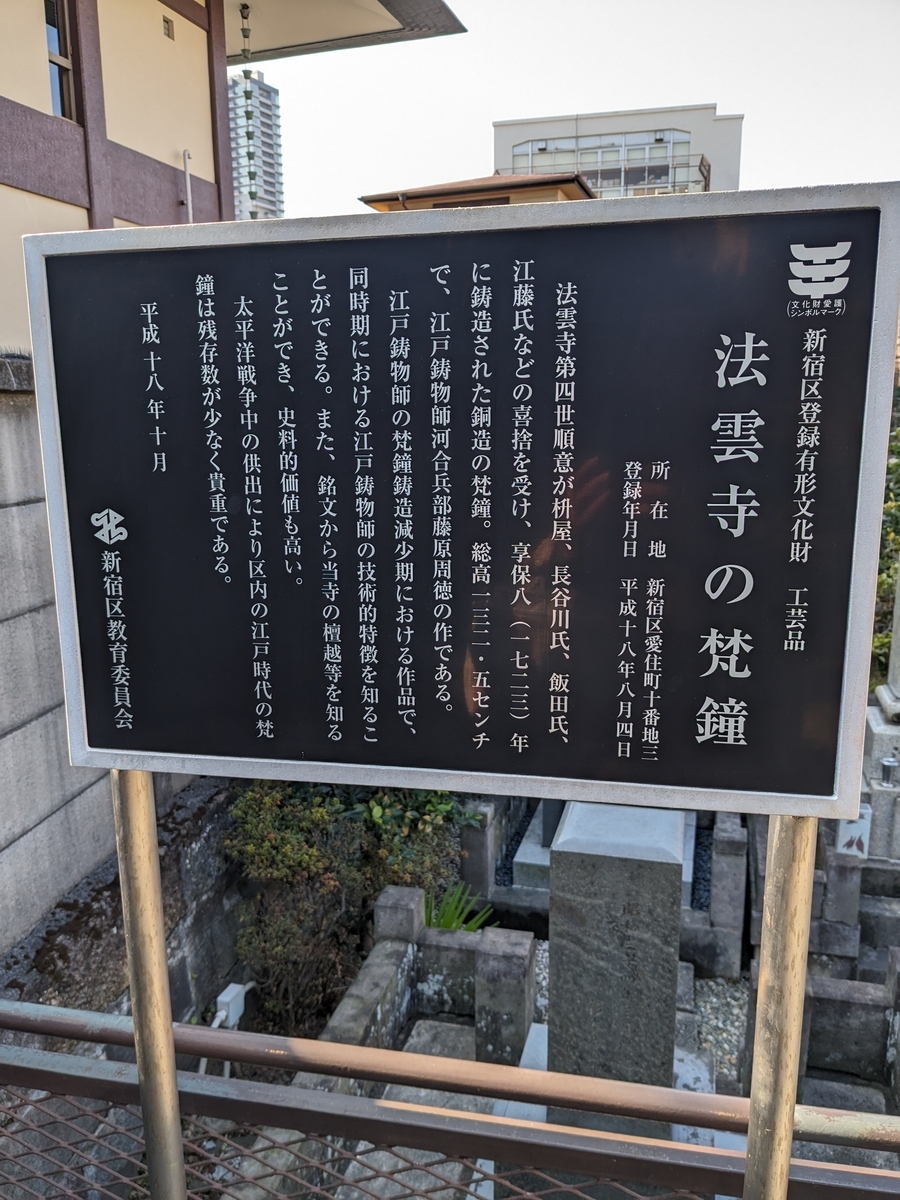 文化財愛護
シンボルマーク
新宿区登録有形文化財　工芸品
法雲寺の梵鐘
所在地　新宿区愛住町十番地三
登録年月日　平成十八年八月四日
法雲寺第四世順意が枡屋、長谷川氏、飯田氏、
江藤氏などの喜捨を受け、享保八（一七二三）年
に鋳造された銅造の梵鐘。総高一三二・五センチ
で、江戸鋳物師河合兵部藤原周徳の作である。
江戸鋳物師の梵鐘鋳造減少期における作品で、
同時期における江戸鋳物師の技術的特徴を知るこ
とができる。また、銘文から当寺の檀越等を知る
ことができ、史料的価値も高い。
太平洋戦争中の供出により区内の江戸時代の梵
鐘は残存数が少なく貴重である。
平成十八年十月
新宿区教育委員会